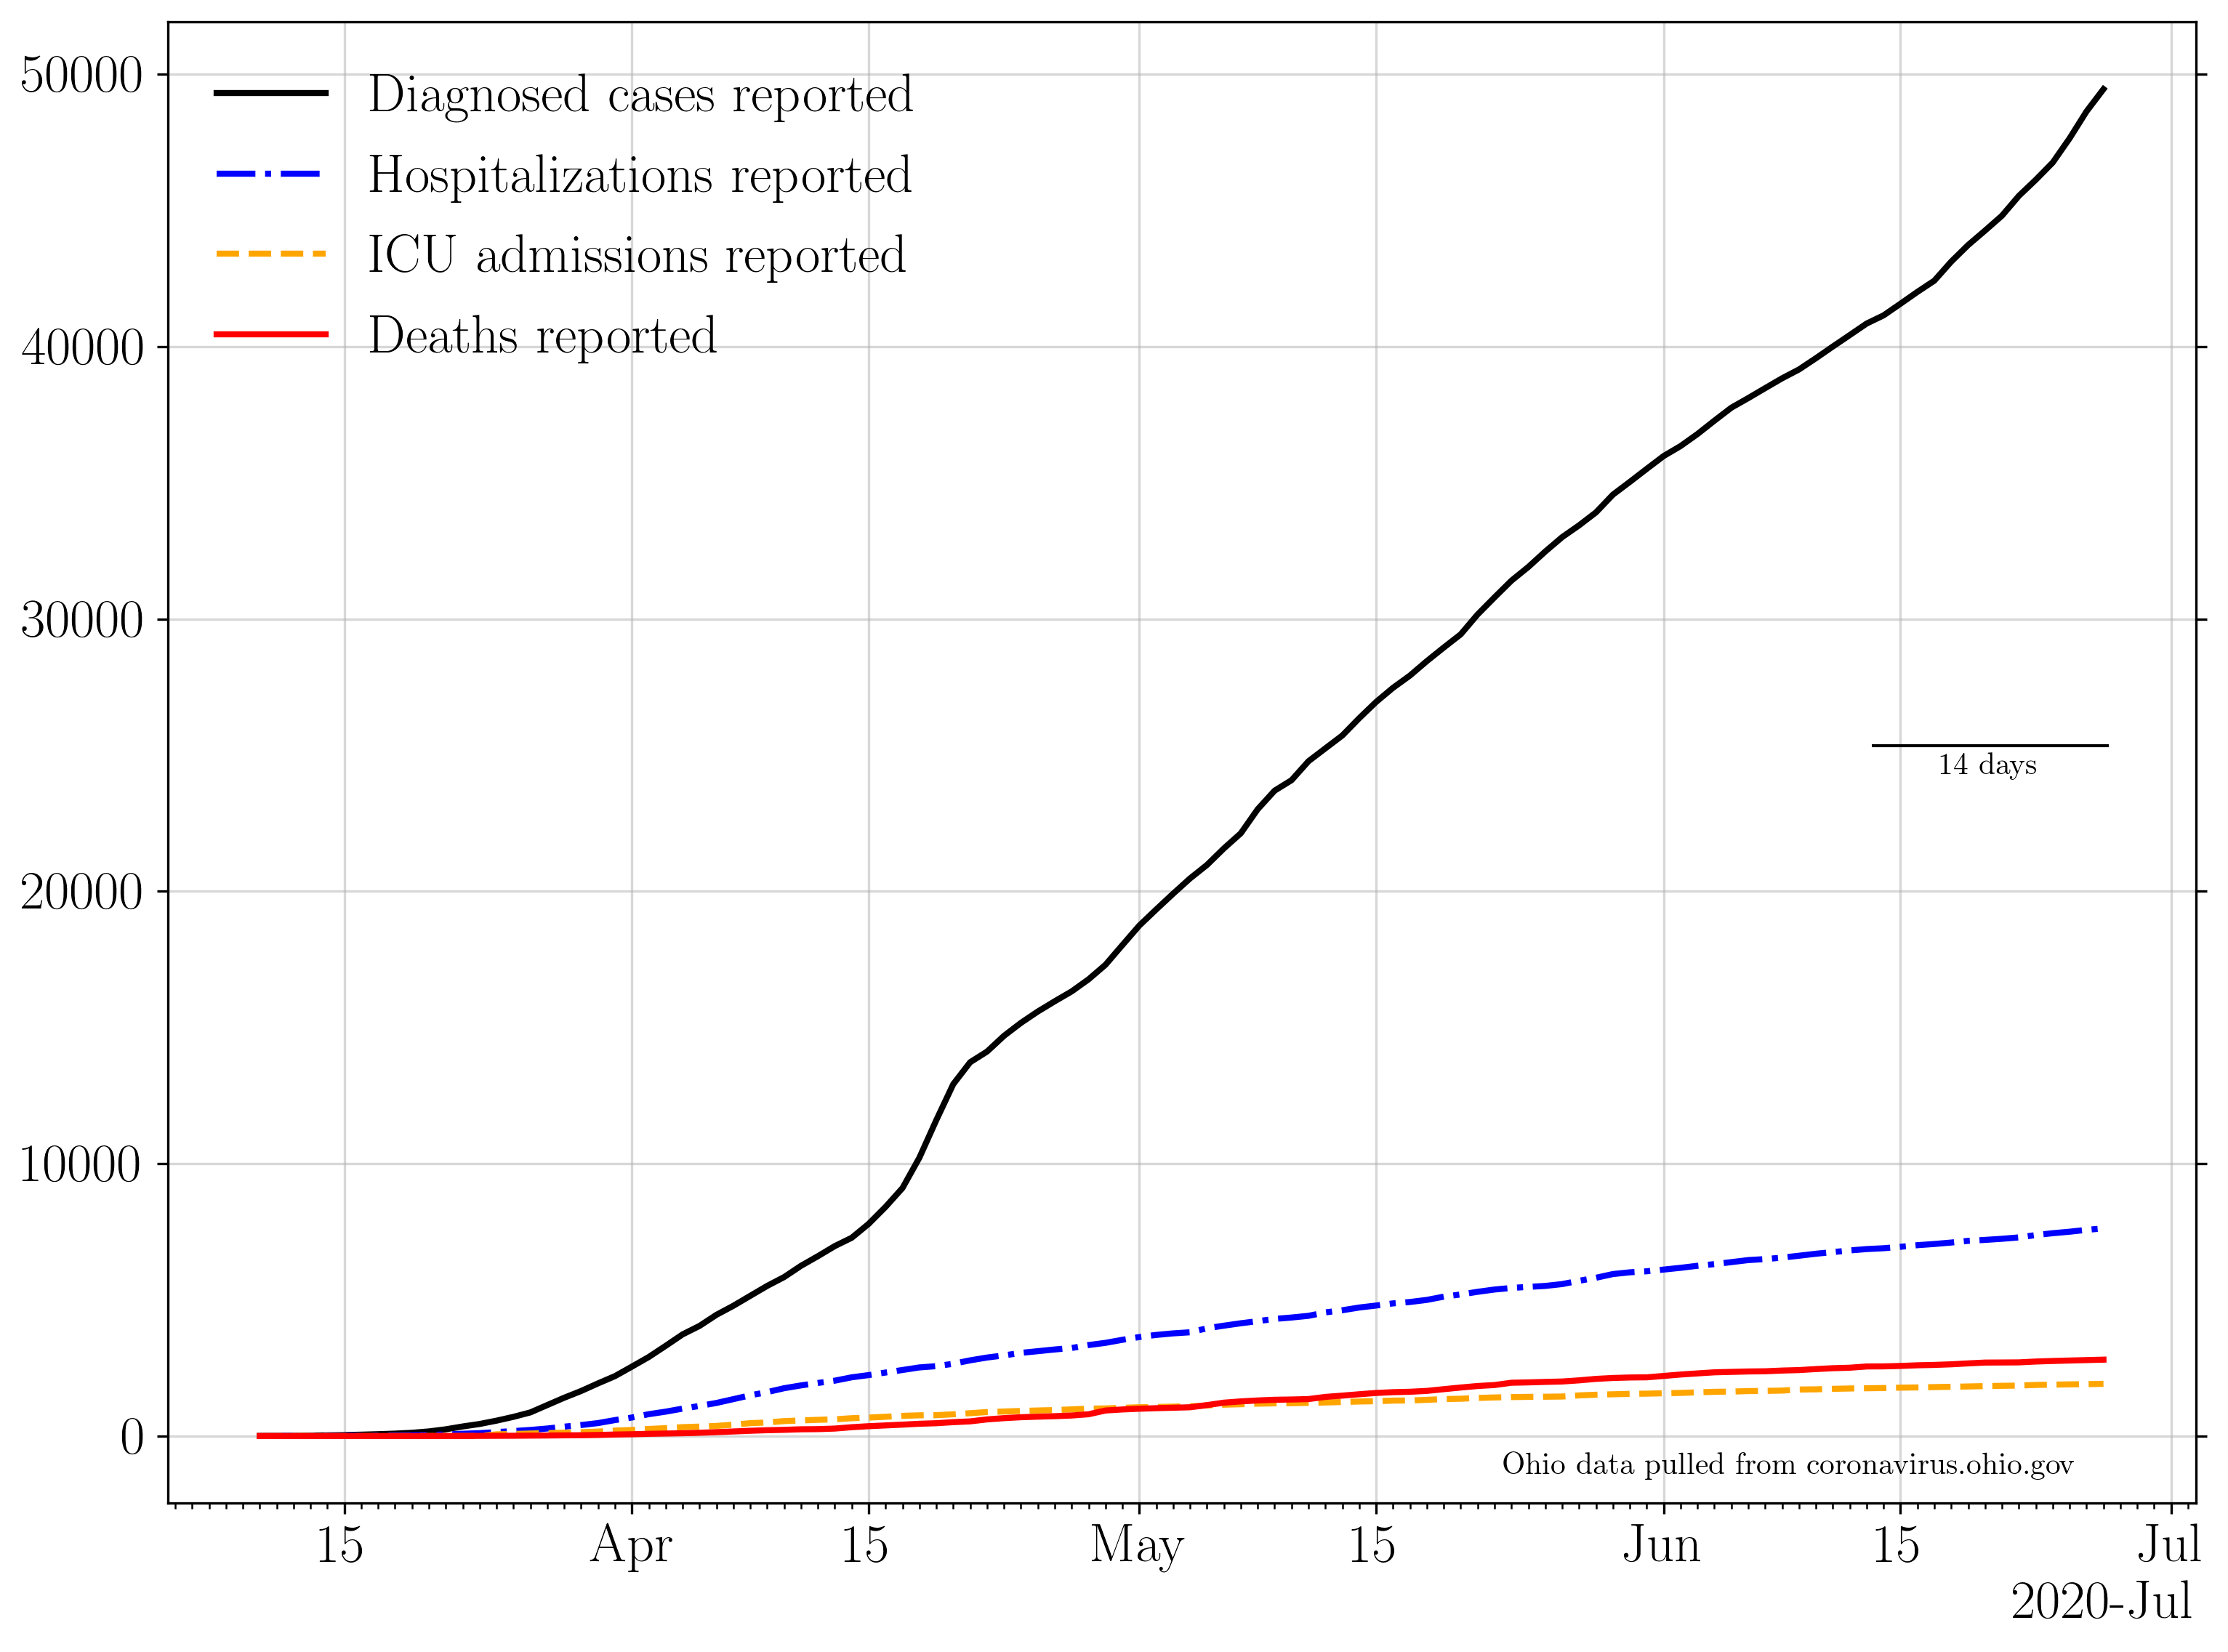 50000
40000
30000
20000
10000
0
Diagnosed cases reported
Hospitalizations reported
ICU admissions reported
Deaths reported
14 days
Ohio data pulled from coronavirus.ohio.gov
15 Apr 15 May 15 Jun 15 Jul
2020-Jul